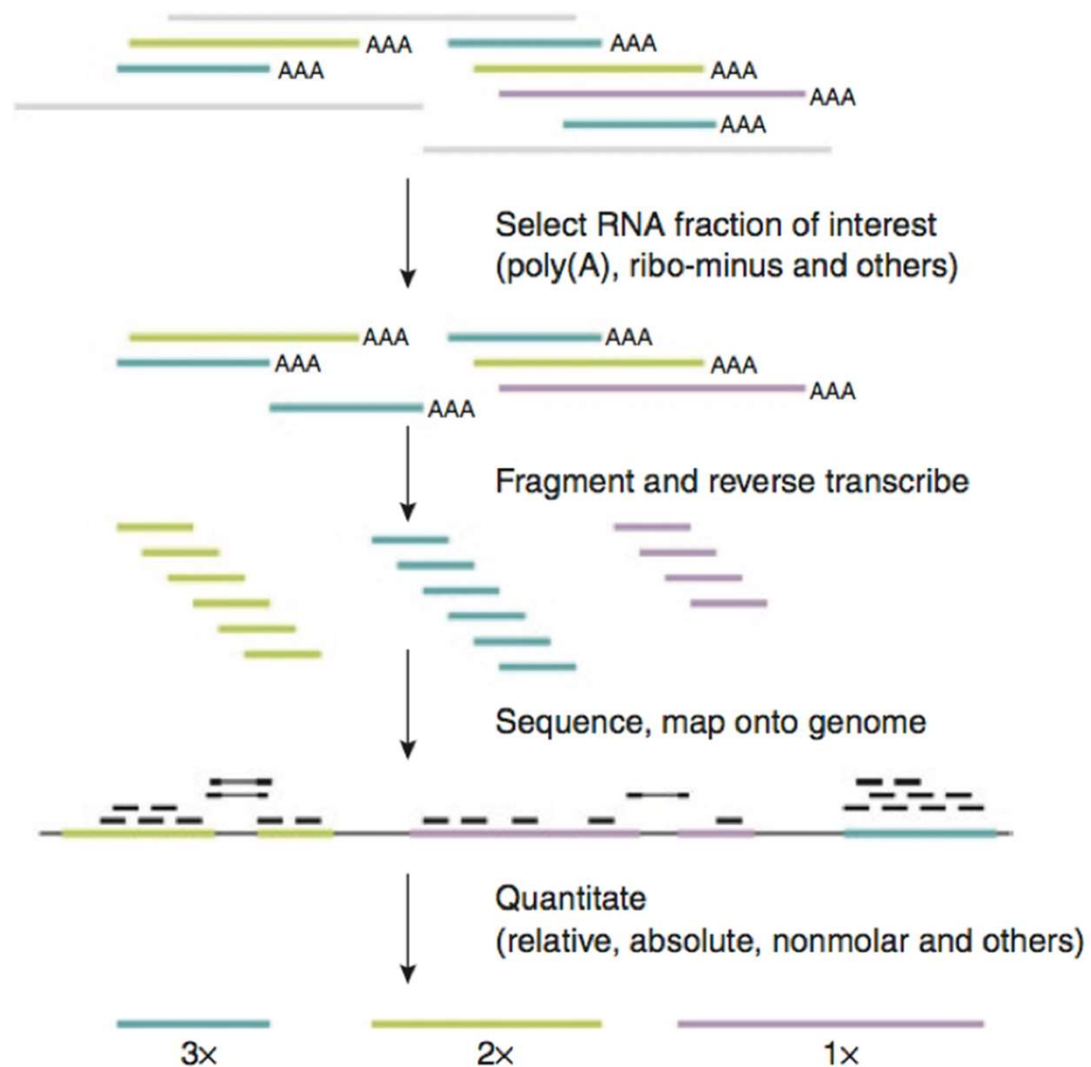 AAA
AAA
AAA
AAA
AAA
AAA
Select RNA fraction of interest
(poly(A), ribo-minus and others)
AAA
AAA
AAA
AAA
AAA
AAA
Fragment and reverse transcribe
Sequence, map onto genome
Quantitate
(relative, absolute, nonmolar and others)
3×
2×
1×